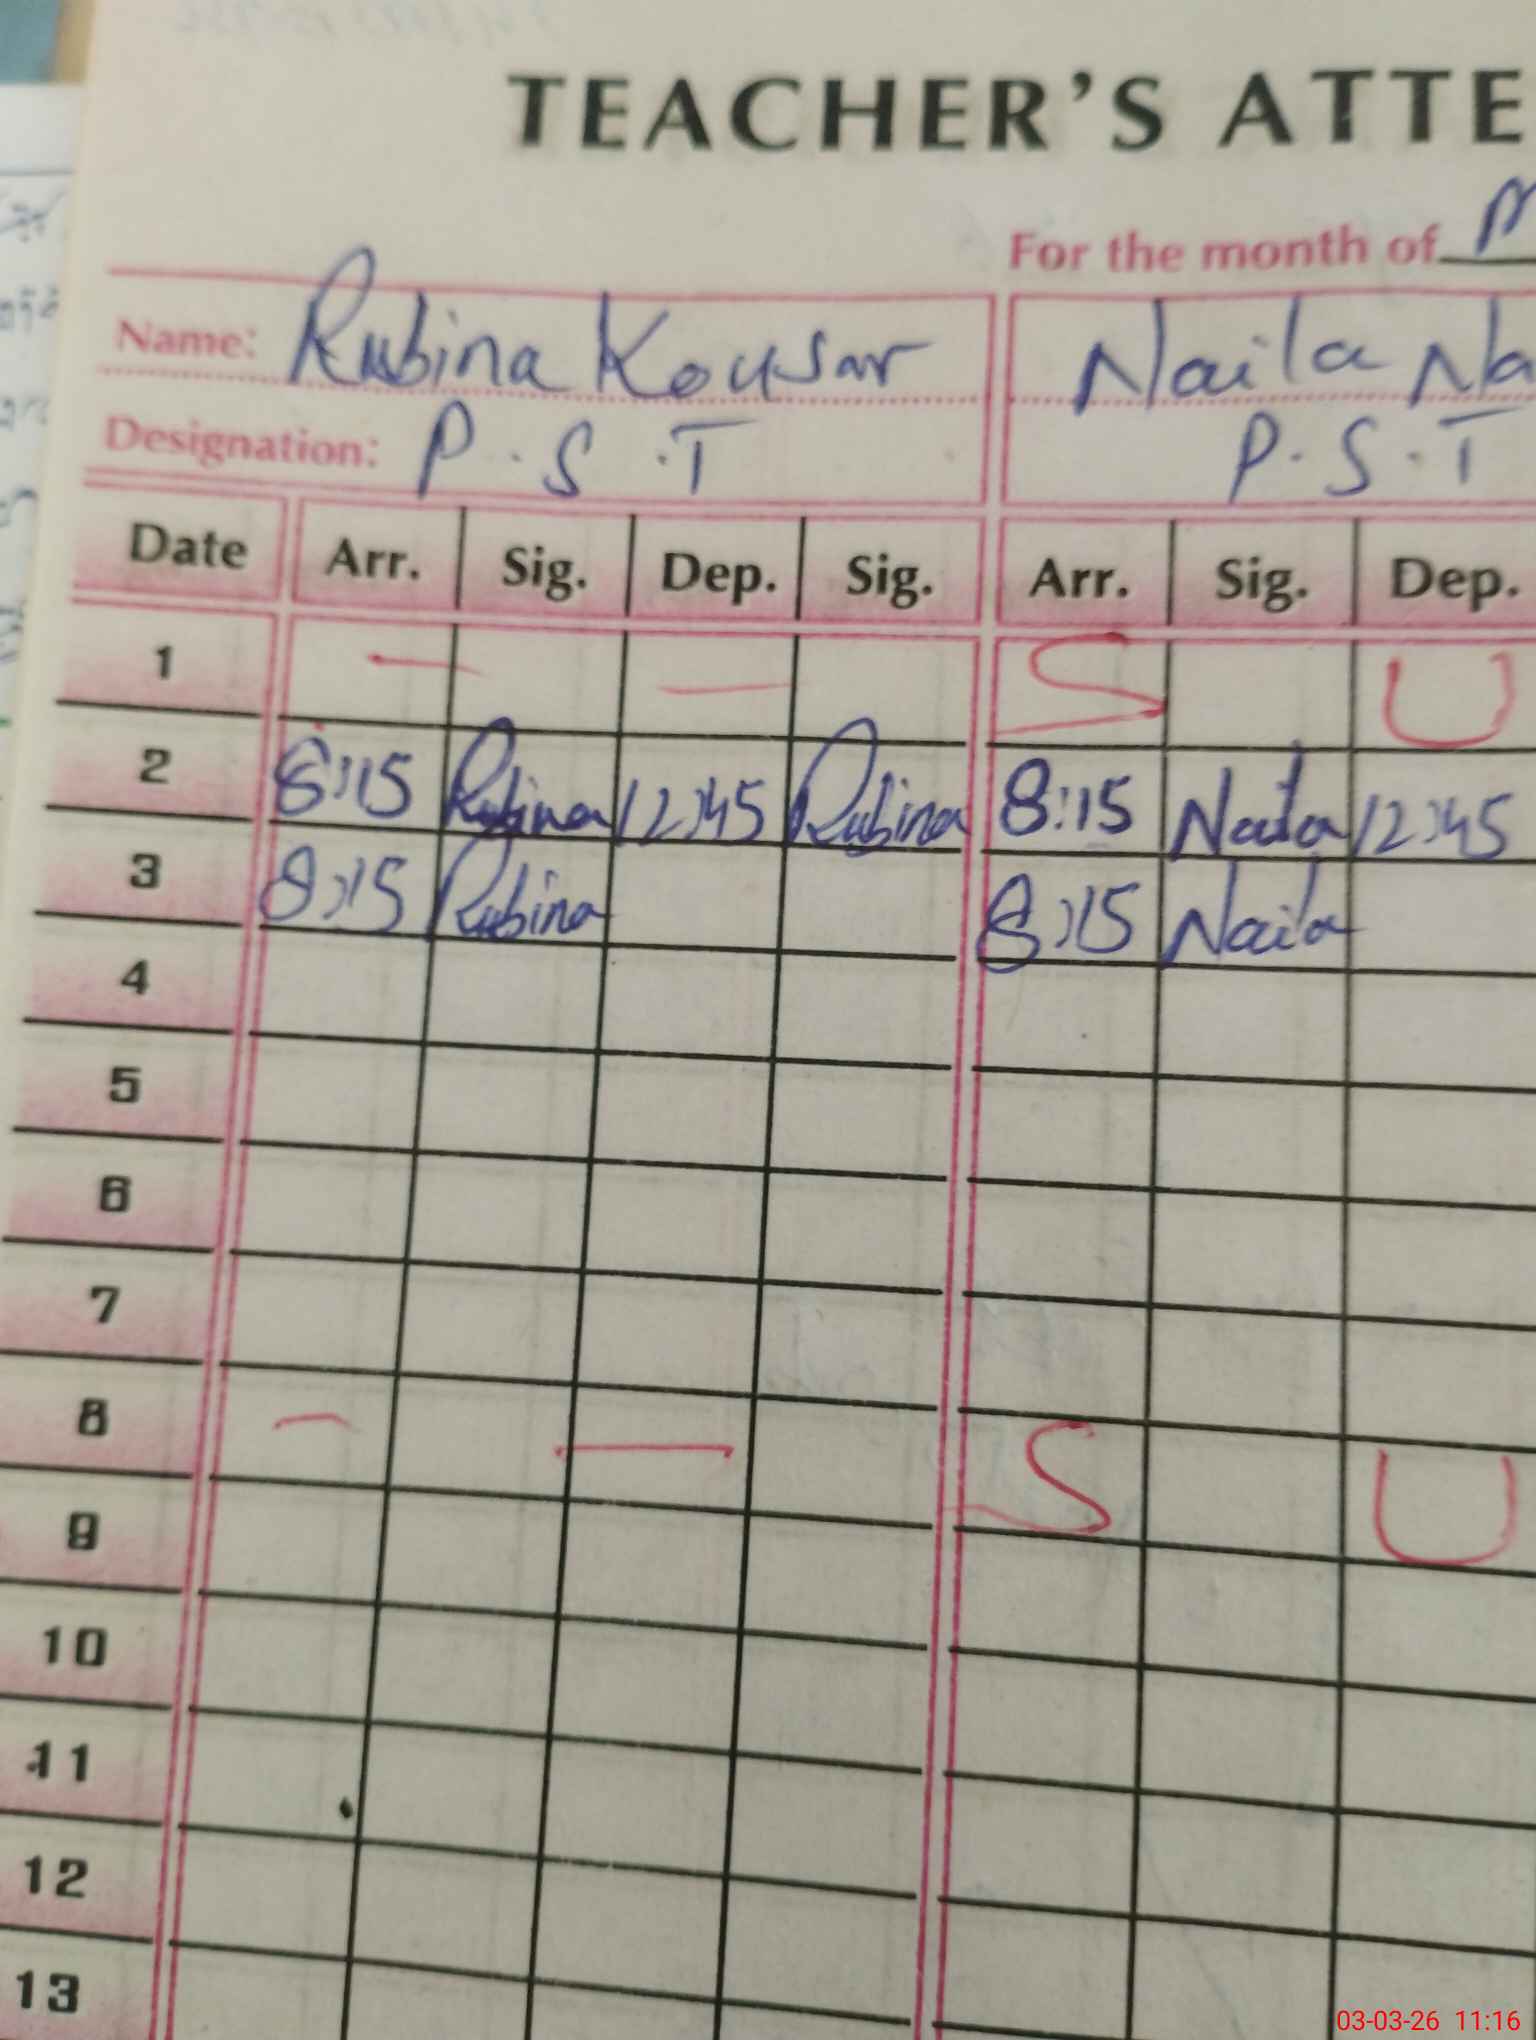 TEACHER'S ATTE
For the month of
Name: Rubina Kousar Naila Na
Designation: P.S.T P.S.T
Date Arr. Sig. Dep. Sig. Arr. Sig. Dep.
1 — — S U
2 8:15 Rubina 12:45 Rubina 8:15 Naila 12:45
3 8:15 Rubina 8:15 Naila
4
5
6
7
8 — — S U
9
10
11
12
13
03-03-26 11:16